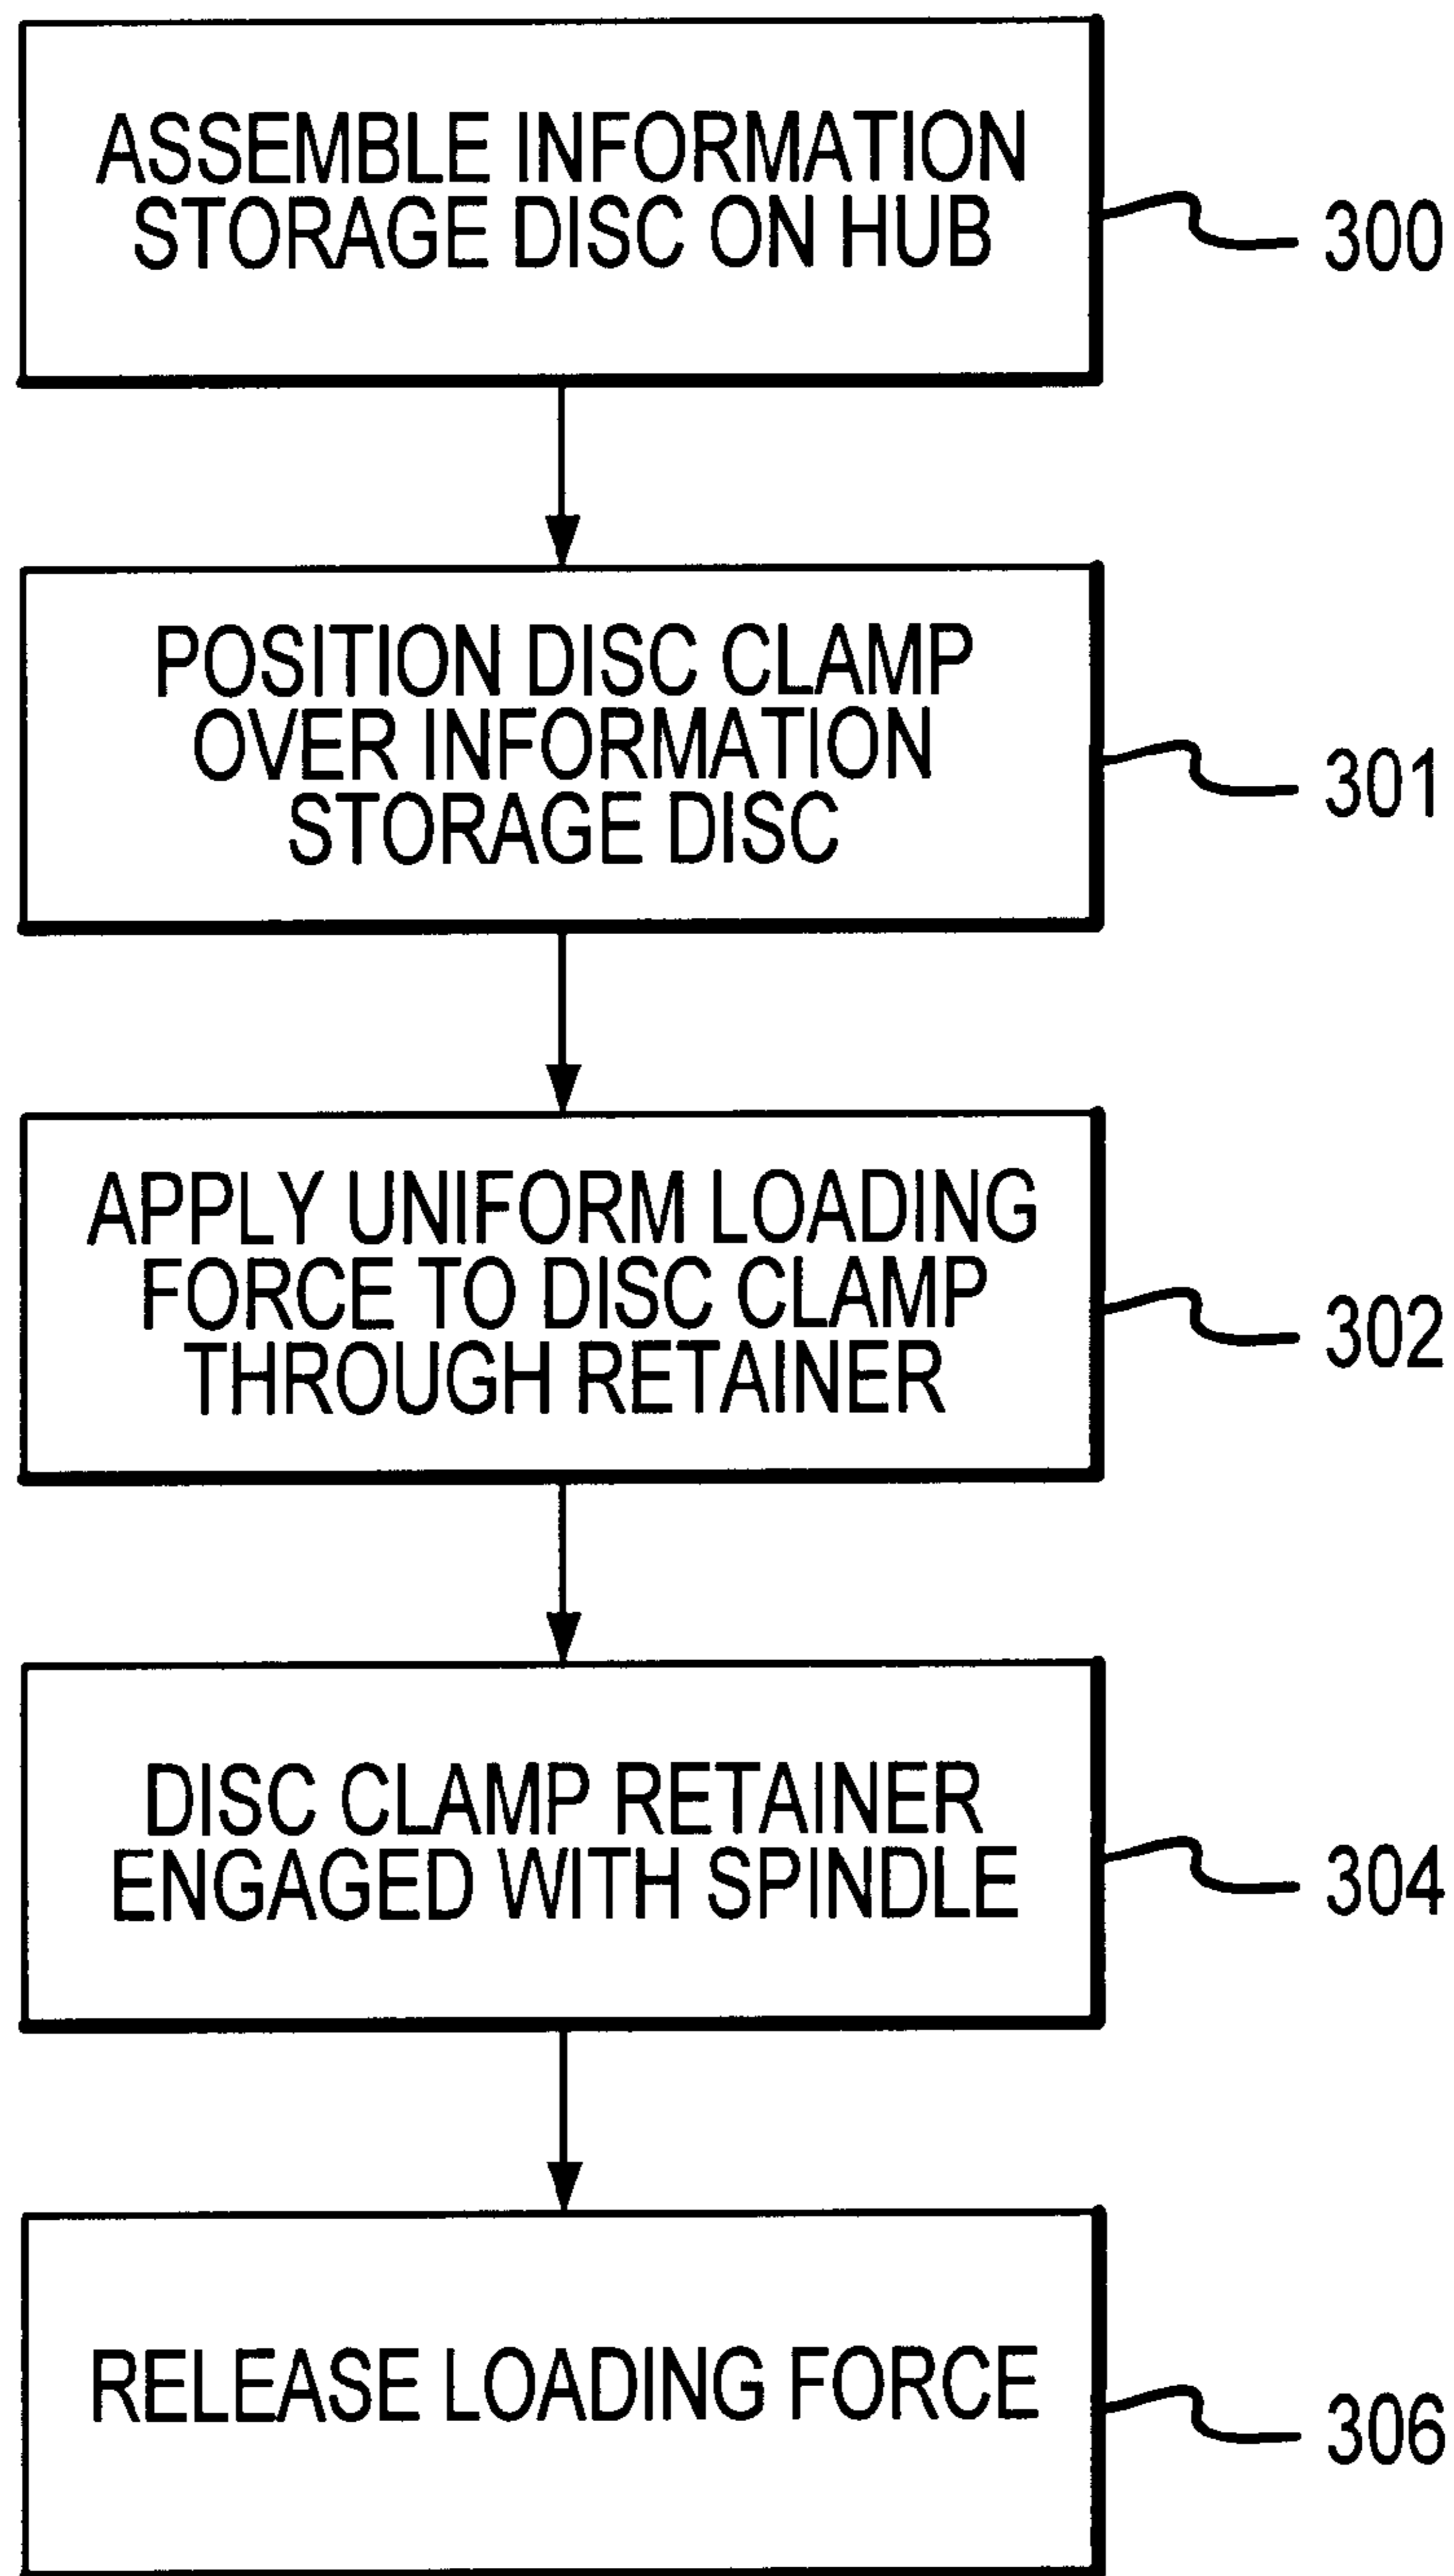 ASSEMBLE INFORMATION
STORAGE DISC ON HUB
300
POSITION DISC CLAMP
OVER INFORMATION
STORAGE DISC
301
APPLY UNIFORM LOADING
FORCE TO DISC CLAMP
THROUGH RETAINER
302
DISC CLAMP RETAINER
ENGAGED WITH SPINDLE
304
RELEASE LOADING FORCE
306